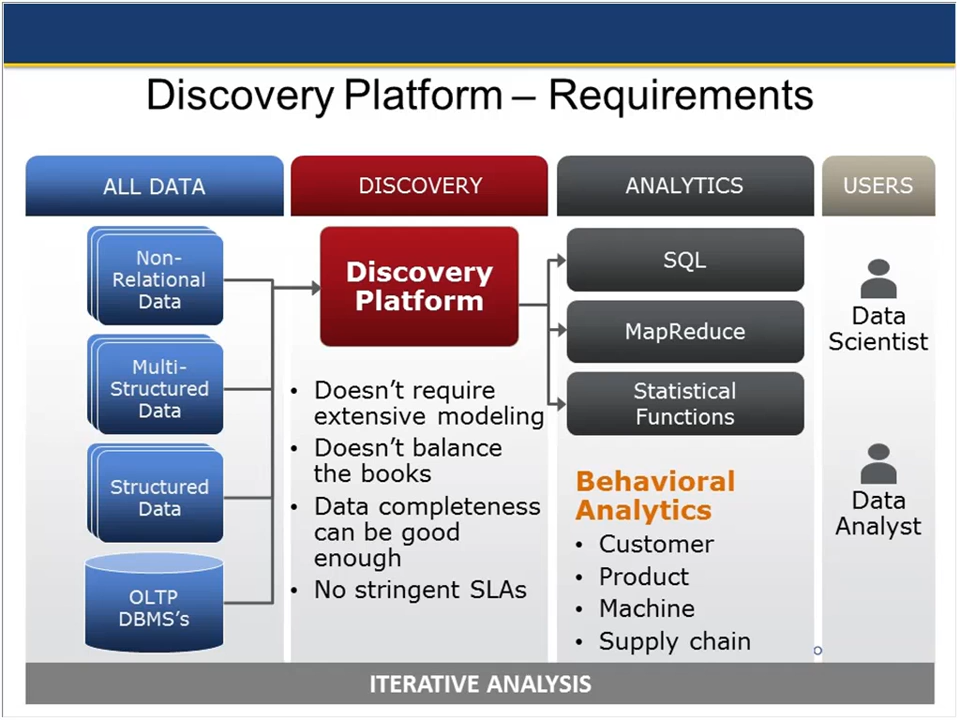 Discovery Platform – Requirements
ALL DATA
DISCOVERY
ANALYTICS
USERS
Non-
Relational
Data
Multi-
Structured
Data
Structured
Data
OLTP
DBMS’s
Discovery
Platform
• Doesn’t require
extensive modeling
• Doesn’t balance
the books
• Data completeness
can be good
enough
• No stringent SLAs
SQL
MapReduce
Statistical
Functions
Behavioral
Analytics
• Customer
• Product
• Machine
• Supply chain
Data
Scientist
Data
Analyst
ITERATIVE ANALYSIS